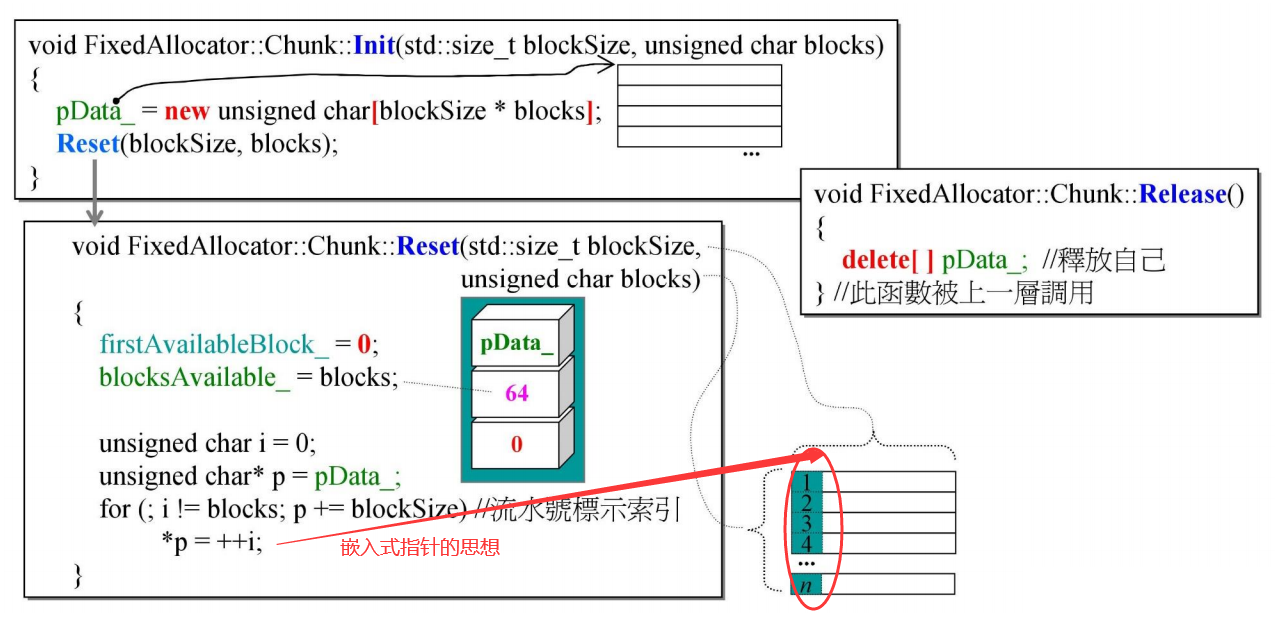 void FixedAllocator::Chunk::Init(std::size_t blockSize, unsigned char blocks)
{
pData_ = new unsigned char[blockSize * blocks];
Reset(blockSize, blocks);
}
...
void FixedAllocator::Chunk::Release()
{
delete[ ] pData_; //釋放自己
} //此函數被上一層調用
void FixedAllocator::Chunk::Reset(std::size_t blockSize,
unsigned char blocks)
{
firstAvailableBlock_ = 0;
blocksAvailable_ = blocks;
unsigned char i = 0;
unsigned char* p = pData_;
for (; i != blocks; p += blockSize) //流水號標示索引
*p = ++i;
}
pData_
64
0
嵌入式指针的思想
1
2
3
4
...
n